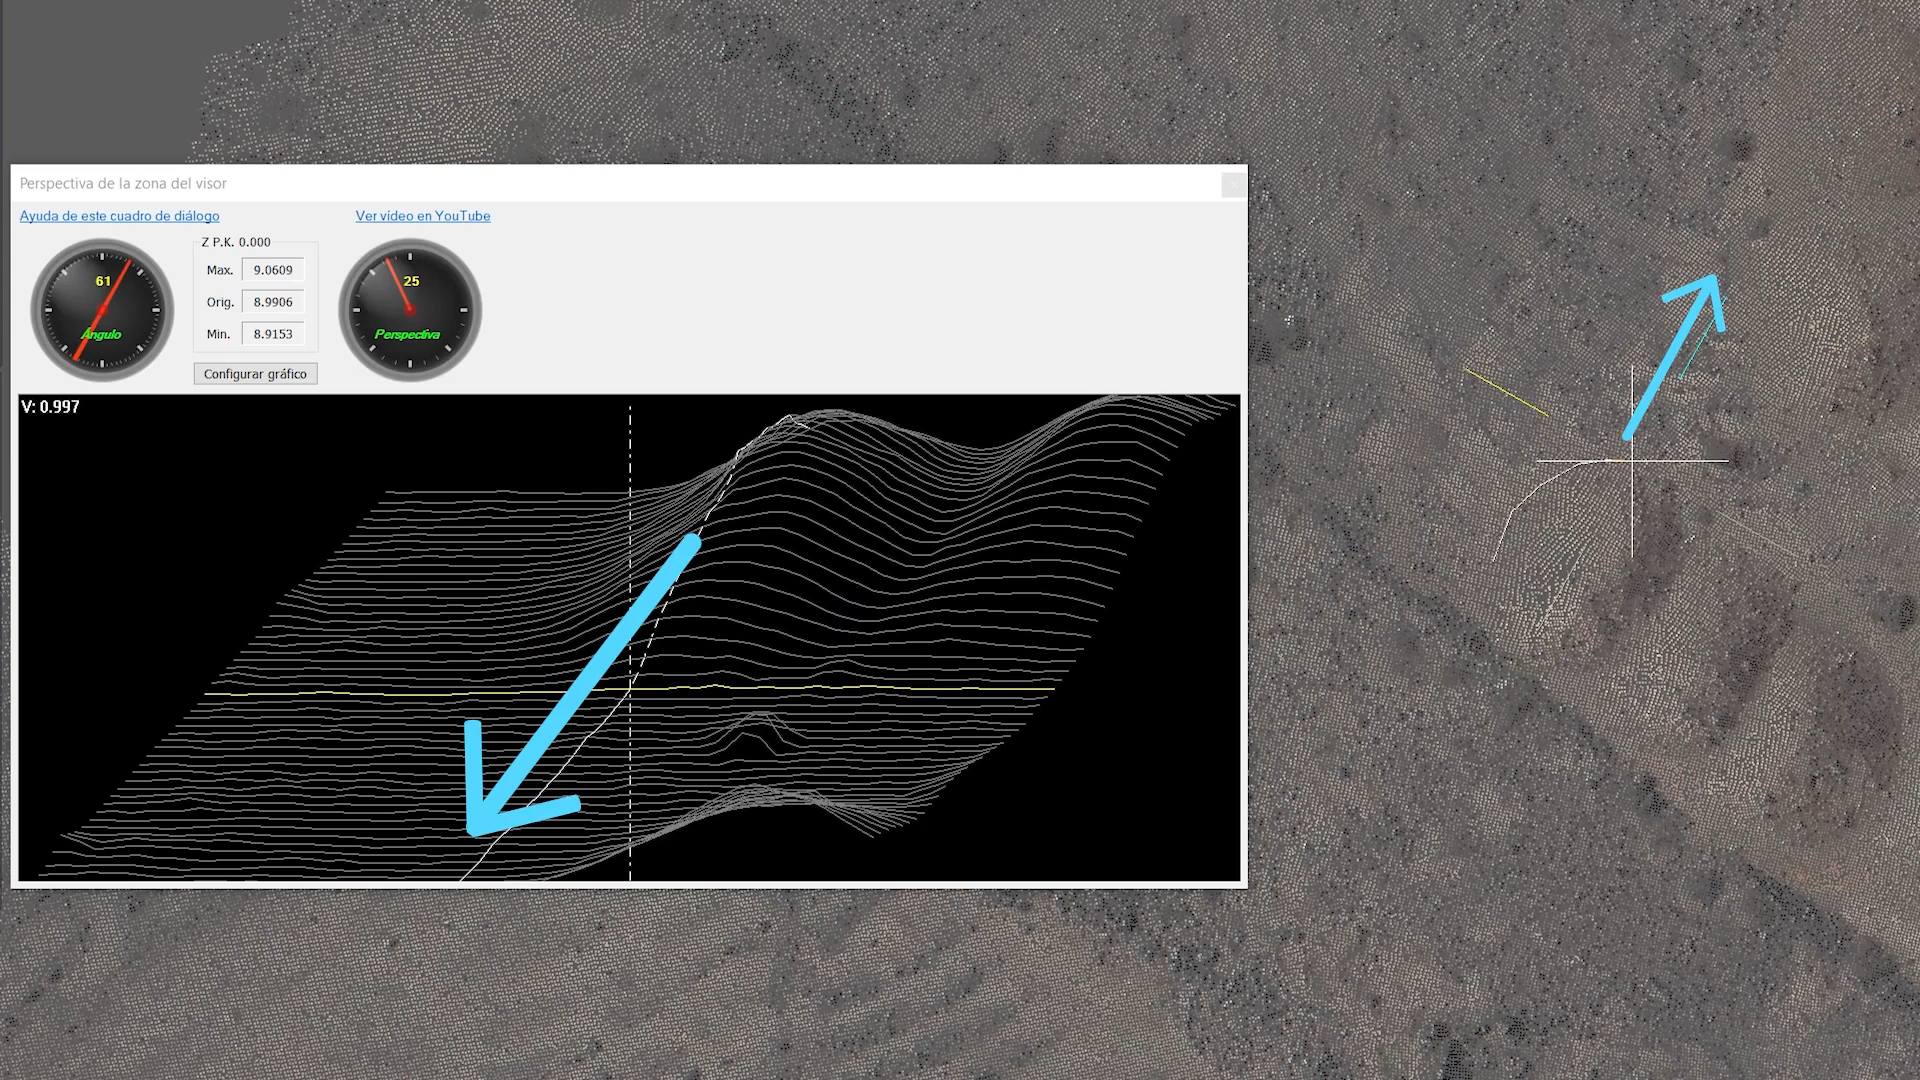 Perspectiva de la zona del visor
Ayuda de este cuadro de diálogo
Ver vídeo en YouTube
61
Ángulo
Z P.K. 0.000
Max. 9.0609
Orig. 8.9906
Min. 8.9153
Configurar gráfico
25
Perspectiva
V: 0.997